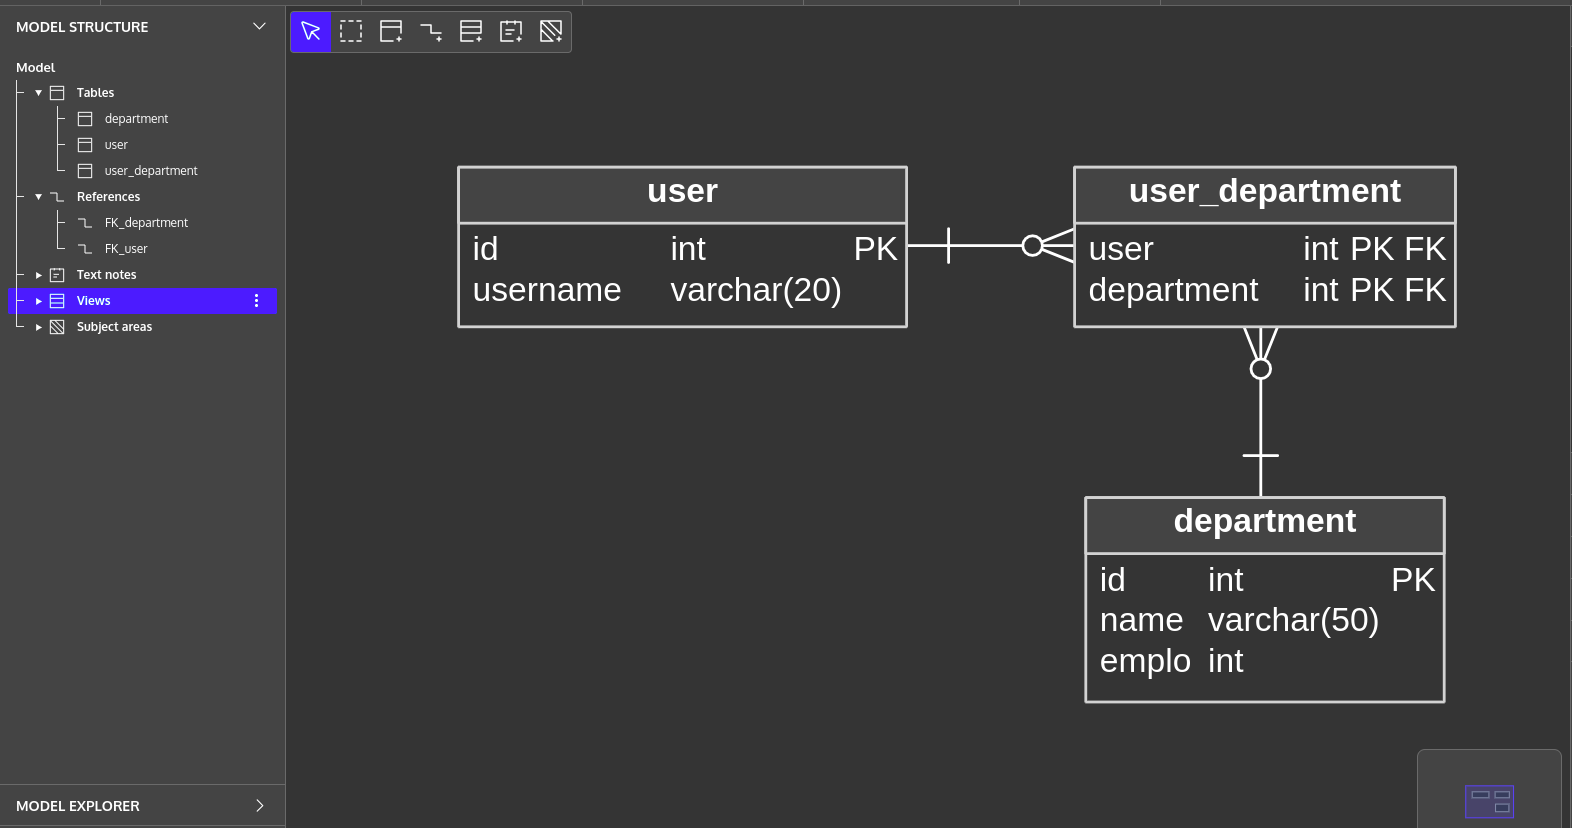 MODEL STRUCTURE
Model
Tables
department
user
user_department
References
FK_department
FK_user
Text notes
Views
Subject areas
MODEL EXPLORER
user
id int PK
username varchar(20)
user_department
user int PK FK
department int PK FK
department
id int PK
name varchar(50)
emplo int